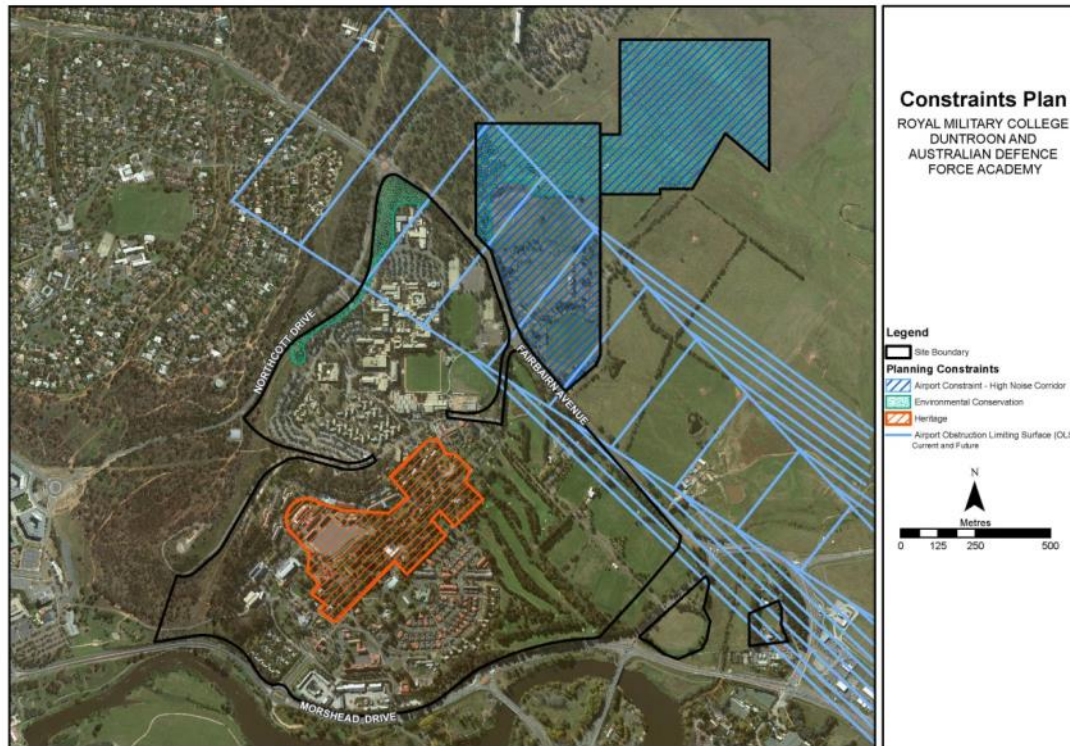 Constraints Plan
ROYAL MILITARY COLLEGE
DUNTROON AND
AUSTRALIAN DEFENCE
FORCE ACADEMY
NORTHCOTT DRIVE
FAIRBAIRN AVENUE
MORSHEAD DRIVE
Legend
Site Boundary
Planning Constraints
Airport Constraint - High Noise Corridor
Environmental Conservation
Heritage
Airport Obstruction Limiting Surface (OLS
Current and Future
N
Metres
0 125 250 500